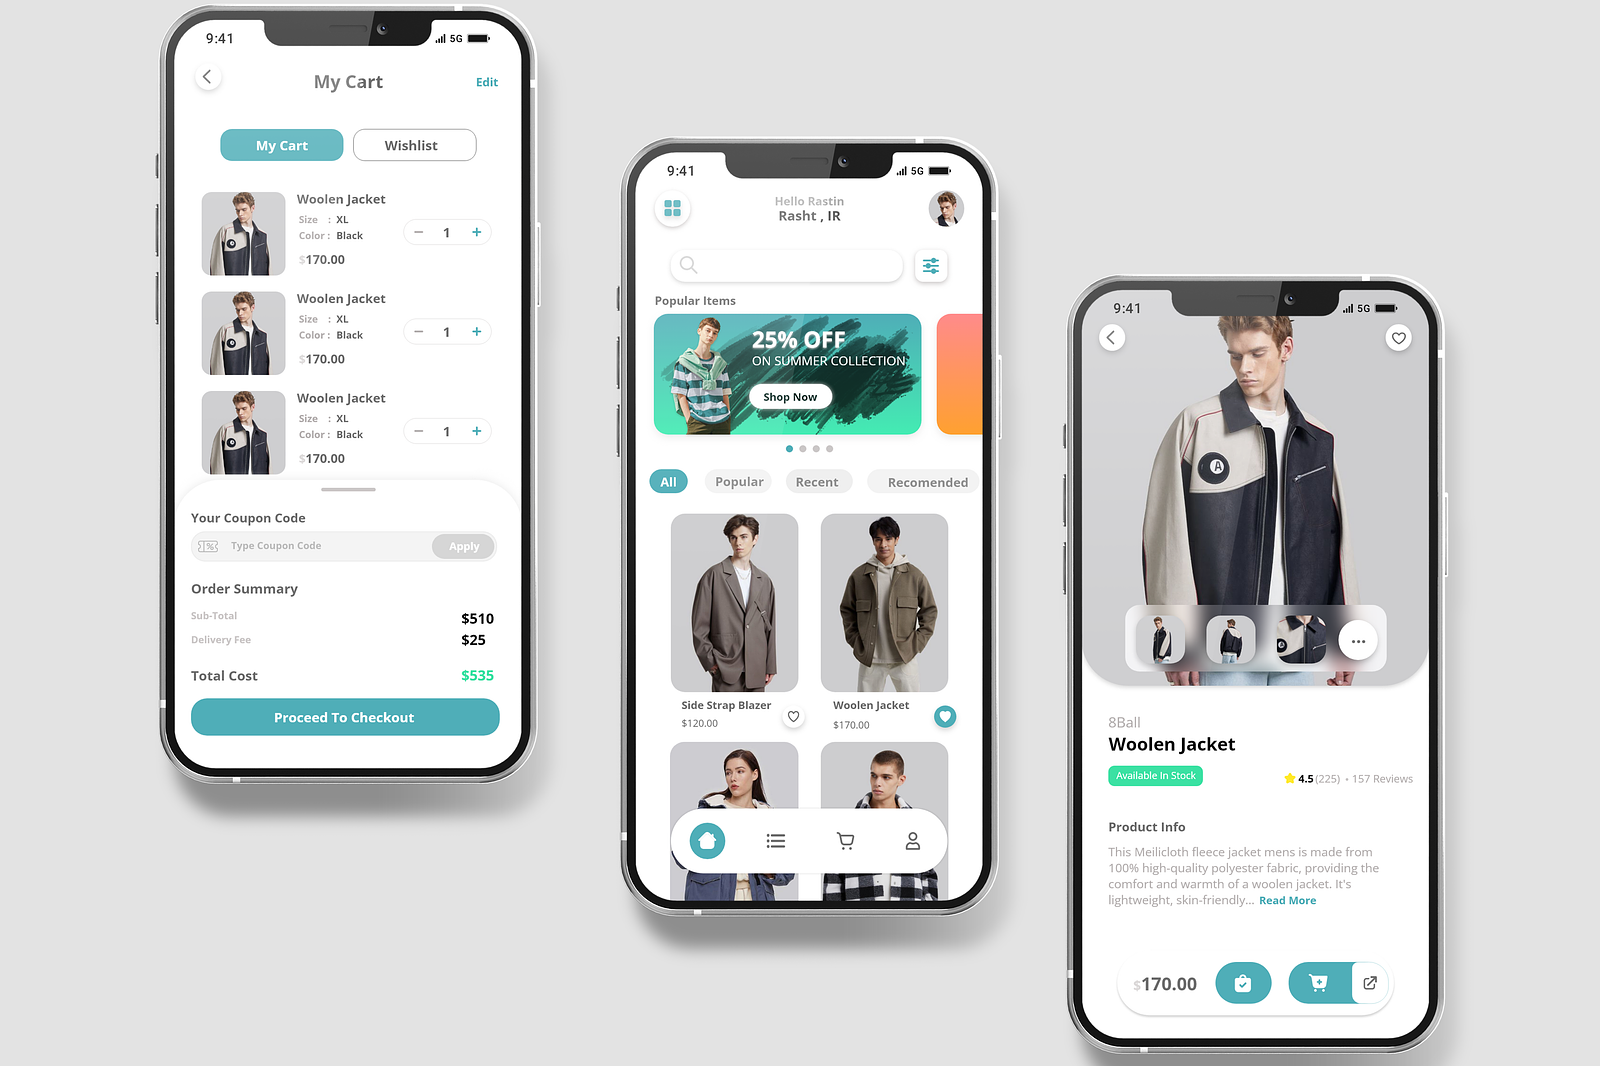 9:41
5G
My Cart
Edit
My Cart
Wishlist
Woolen Jacket
Size : XL
Color : Black
$170.00
1
Woolen Jacket
Size : XL
Color : Black
$170.00
1
Woolen Jacket
Size : XL
Color : Black
$170.00
1
Your Coupon Code
% Type Coupon Code
Apply
Order Summary
Sub-Total $510
Delivery Fee $25
Total Cost $535
Proceed To Checkout
9:41
5G
Hello Rastin
Rasht , IR
Popular Items
25% OFF
ON SUMMER COLLECTION
Shop Now
All
Popular
Recent
Recomended
Side Strap Blazer
$120.00
Woolen Jacket
$170.00
9:41
5G
A
8Ball
Woolen Jacket
Available In Stock
4.5 (225) • 157 Reviews
Product Info
This Meilicloth fleece jacket mens is made from
100% high-quality polyester fabric, providing the
comfort and warmth of a woolen jacket. It's
lightweight, skin-friendly... Read More
$170.00